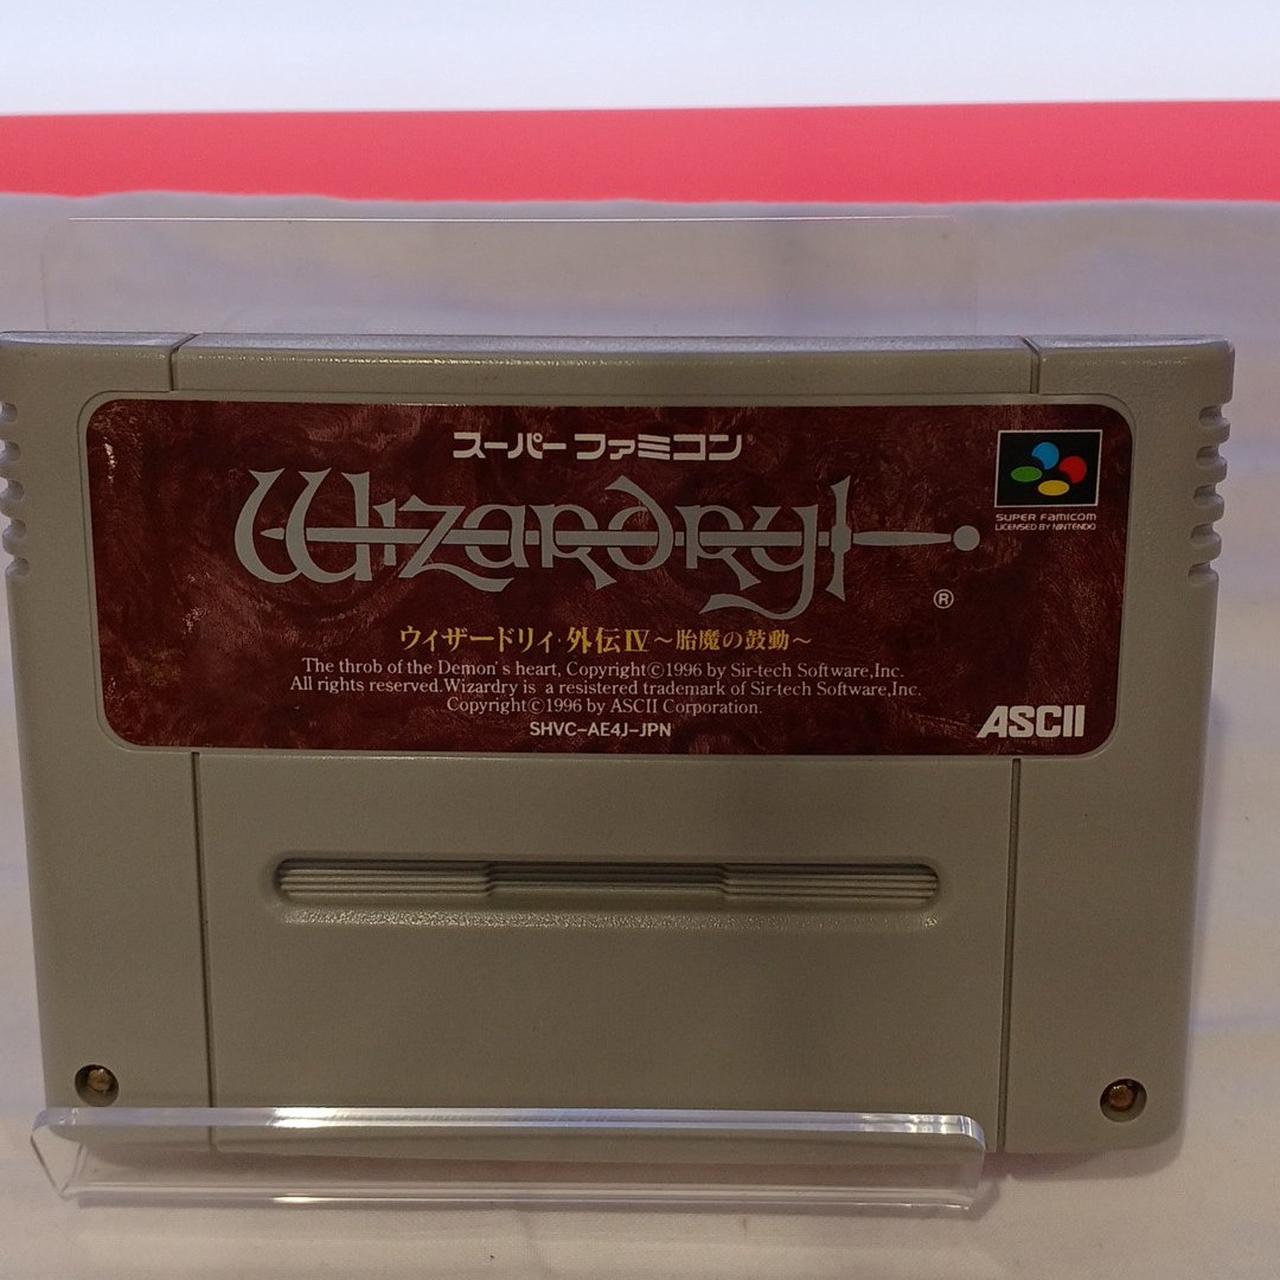 スーパーファミコン
Wizardry
SUPER FAMICOM
LICENSED BY NINTENDO
®
ウィザードリィ・外伝IV～胎魔の鼓動～
The throb of the Demon's heart, Copyright©1996 by Sir-tech Software,Inc.
All rights reserved.Wizardry is a resistered trademark of Sir-tech Software,Inc.
Copyright©1996 by ASCII Corporation.
SHVC-AE4J-JPN
ASCII